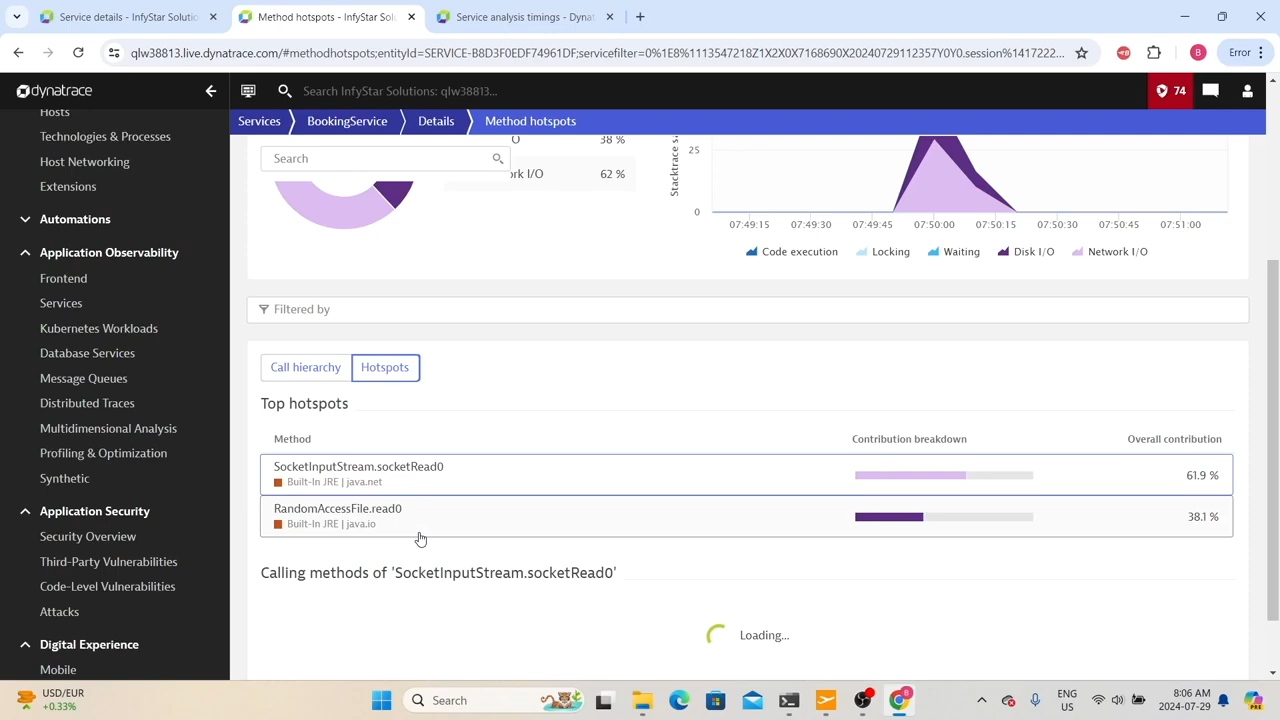 Service details - InfyStar Soluti
Method hotspots - InfyStar Sol
Service analysis timings - Dynat
qlw38813.live.dynatrace.com/#methodhotspots;entityId=SERVICE-B8D3F0EDF74961DF;servicefilter=0%1E8%1113547218Z1X2X0X7168690X20240729112357Y0Y0.session%1417222...
B
Error
dynatrace
Search InfyStar Solutions: qlw38813...
74
Hosts
Technologies & Processes
Host Networking
Extensions
Automations
Application Observability
Frontend
Services
Kubernetes Workloads
Database Services
Message Queues
Distributed Traces
Multidimensional Analysis
Profiling & Optimization
Synthetic
Application Security
Security Overview
Third-Party Vulnerabilities
Code-Level Vulnerabilities
Attacks
Digital Experience
Mobile
Services
BookingService
Details
Method hotspots
Search
O
38 %
rk I/O
62 %
Stacktrace s
25
0
07:49:15
07:49:30
07:49:45
07:50:00
07:50:15
07:50:30
07:50:45
07:51:00
Code execution
Locking
Waiting
Disk I/O
Network I/O
Filtered by
Call hierarchy
Hotspots
Top hotspots
Method
Contribution breakdown
Overall contribution
SocketInputStream.socketRead0
Built-In JRE | java.net
61.9 %
RandomAccessFile.read0
Built-In JRE | java.io
38.1 %
Calling methods of 'SocketInputStream.socketRead0'
Loading...
USD/EUR
+0.33%
Search
ENG
US
8:06 AM
2024-07-29